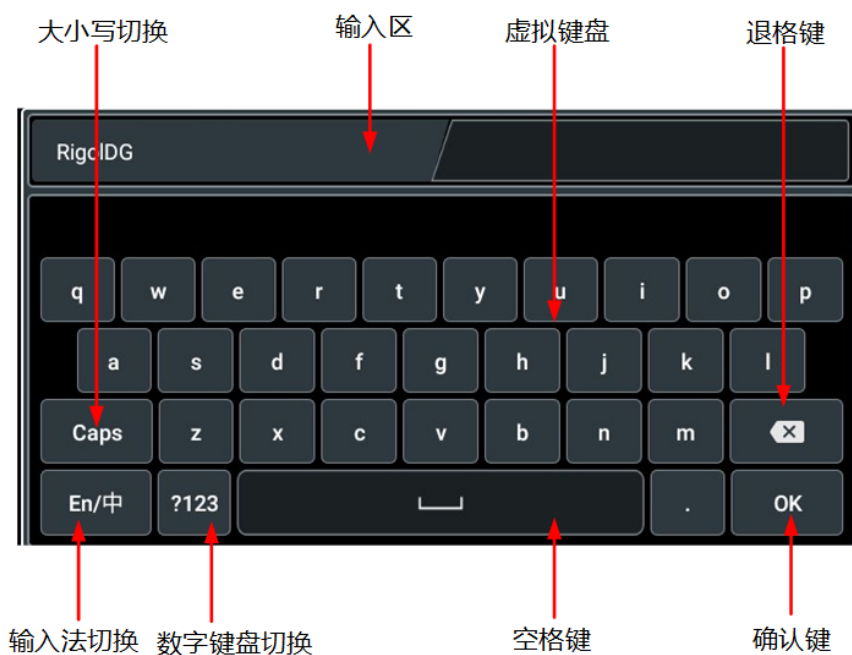 大小写切换 输入区 虚拟键盘 退格键
RigolDG
q w e r t y u i o p
a s d f g h j k l
Caps z x c v b n m
En/中 ?123 . OK
输入法切换 数字键盘切换 空格键 确认键